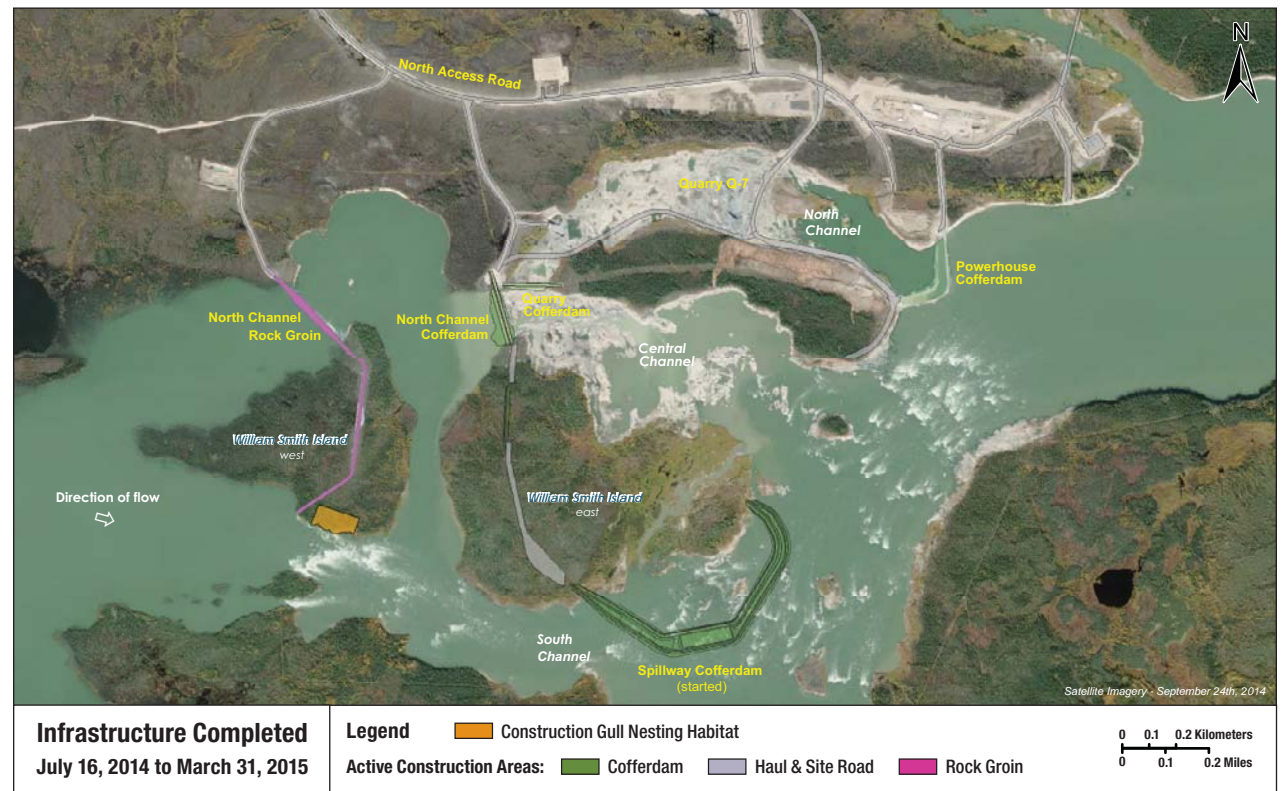 N
North Access Road
Quarry Q-7
North
Channel
Powerhouse
Cofferdam
North Channel
Rock Groin
North Channel
Cofferdam
Quarry
Cofferdam
Central
Channel
William Smith Island
west
William Smith Island
east
Direction of flow
South
Channel
Spillway Cofferdam
(started)
Satellite Imagery - September 24th, 2014
Infrastructure Completed
July 16, 2014 to March 31, 2015
Legend
Construction Gull Nesting Habitat
Active Construction Areas:
Cofferdam
Haul & Site Road
Rock Groin
0 0.1 0.2 Kilometers
0 0.1 0.2 Miles